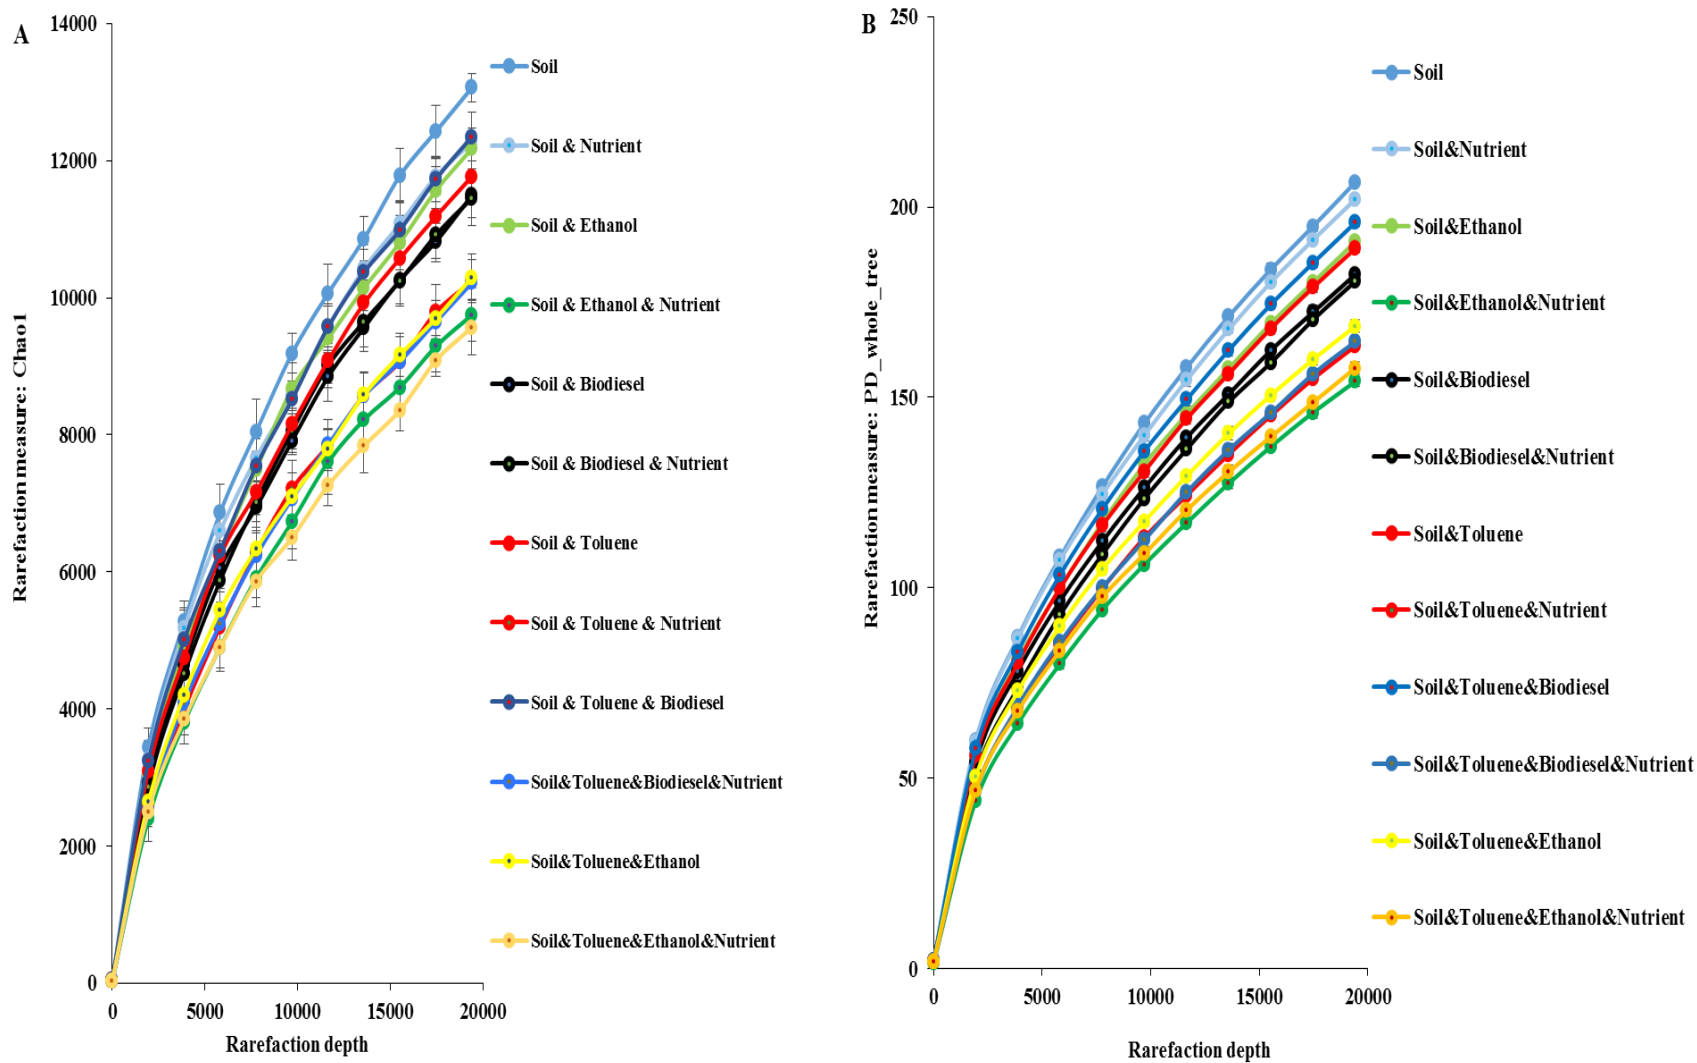 A
14000
12000
10000
8000
6000
4000
2000
0
Rarefaction measure: Chao1
0
5000
10000
15000
20000
Rarefaction depth
Soil
Soil & Nutrient
Soil & Ethanol
Soil & Ethanol & Nutrient
Soil & Biodiesel
Soil & Biodiesel & Nutrient
Soil & Toluene
Soil & Toluene & Nutrient
Soil & Toluene & Biodiesel
Soil&Toluene&Biodiesel&Nutrient
Soil&Toluene&Ethanol
Soil&Toluene&Ethanol&Nutrient
B
250
200
150
100
50
0
Rarefaction measure: PD_whole_tree
0
5000
10000
15000
20000
Rarefaction depth
Soil
Soil&Nutrient
Soil&Ethanol
Soil&Ethanol&Nutrient
Soil&Biodiesel
Soil&Biodiesel&Nutrient
Soil&Toluene
Soil&Toluene&Nutrient
Soil&Toluene&Biodiesel
Soil&Toluene&Biodiesel&Nutrient
Soil&Toluene&Ethanol
Soil&Toluene&Ethanol&Nutrient